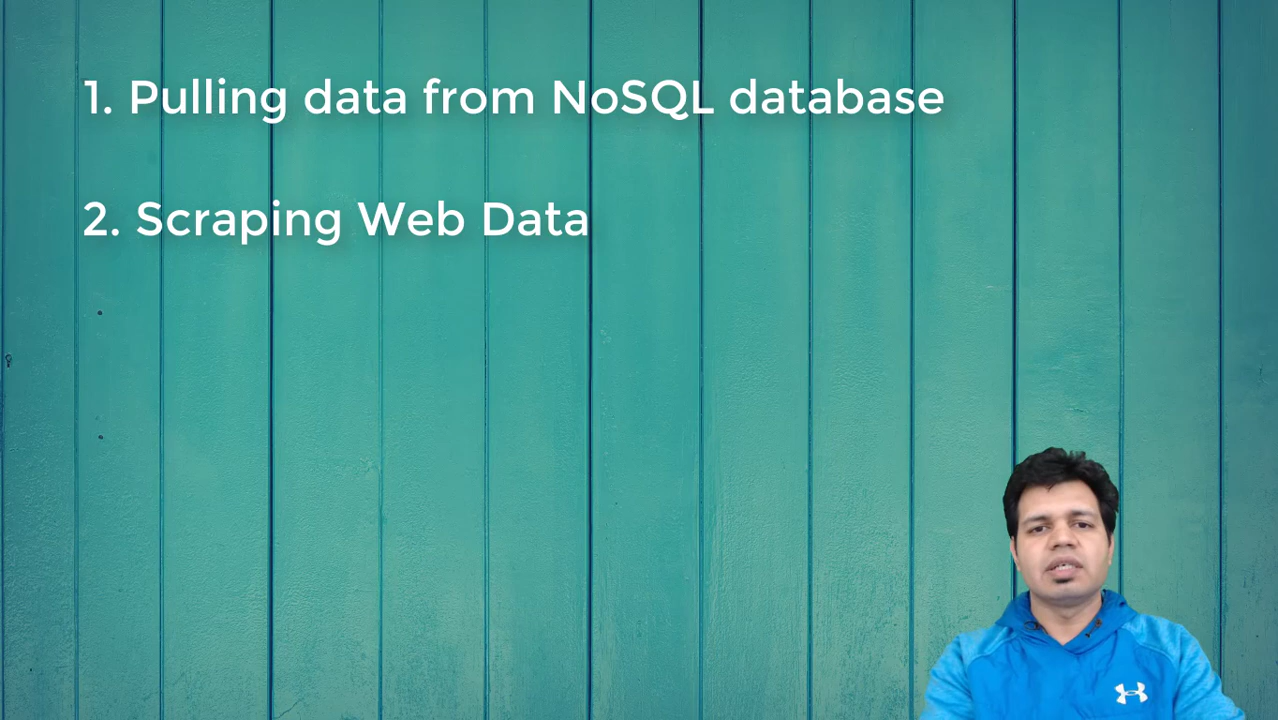 1. Pulling data from NoSQL database
2. Scraping Web Data